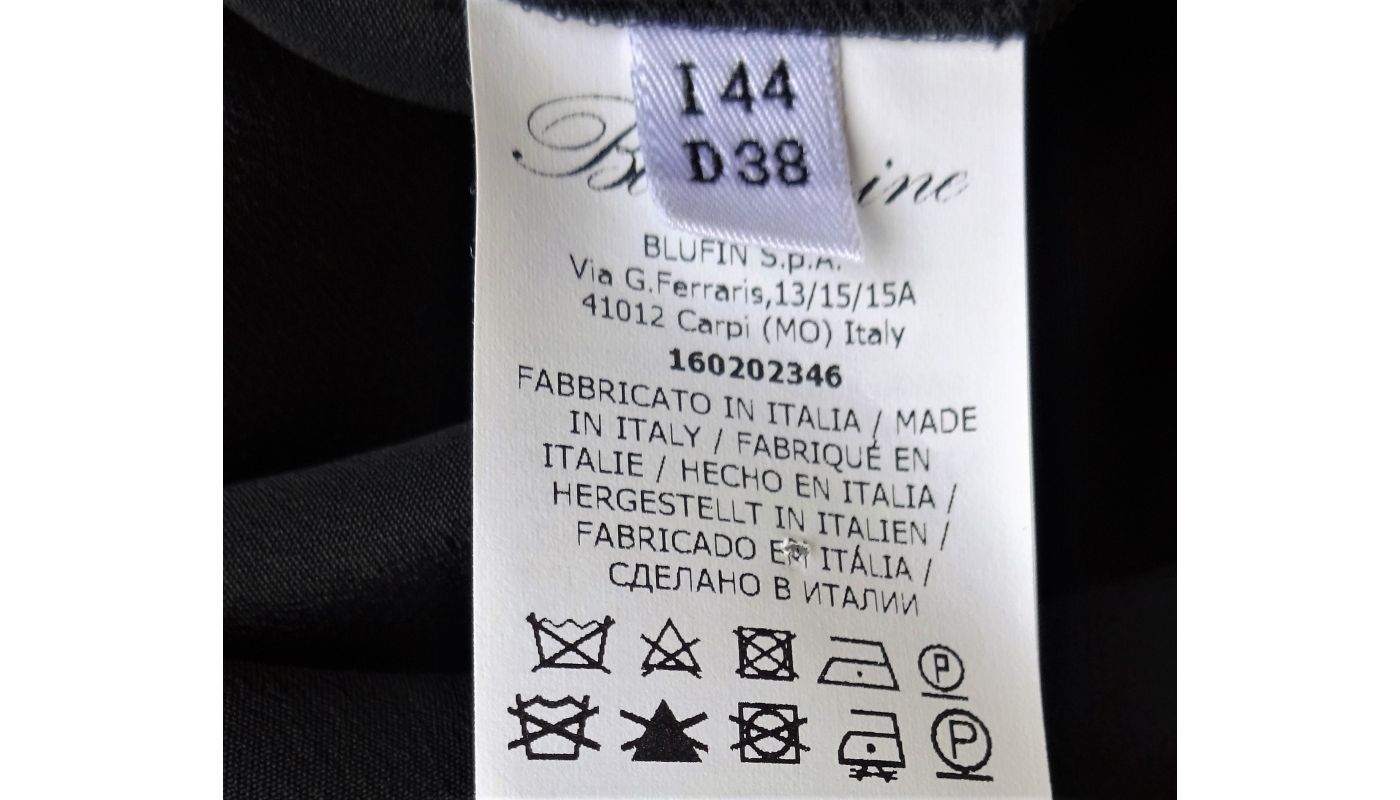 I 44
D 38
BLUFIN S.p.A.
Via G.Ferraris,13/15/15A
41012 Carpi (MO) Italy
160202346
FABBRICATO IN ITALIA / MADE
IN ITALY / FABRIQUÉ EN
ITALIE / HECHO EN ITALIA /
HERGESTELLT IN ITALIEN /
FABRICADO EM ITÁLIA /
СДЕЛАНО В ИТАЛИИ
P
P